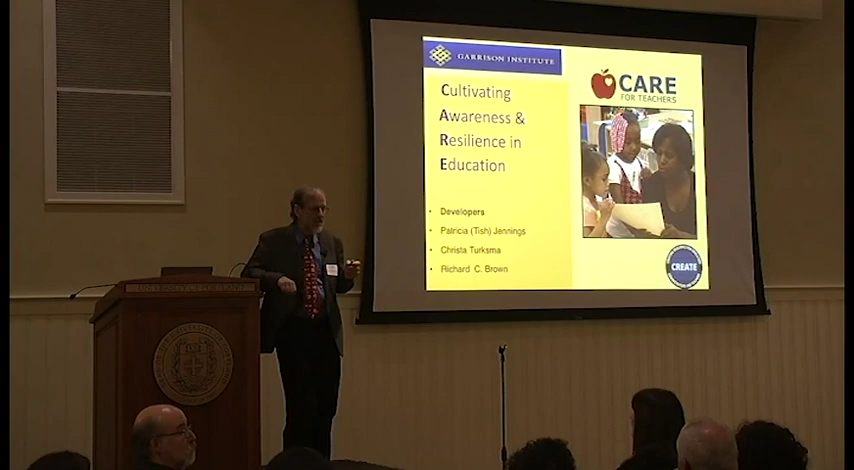 GARRISON INSTITUTE
Cultivating
Awareness &
Resilience in
Education
• Developers
• Patricia (Tish) Jennings
• Christa Turksma
• Richard C. Brown
CARE
FOR TEACHERS
CREATE